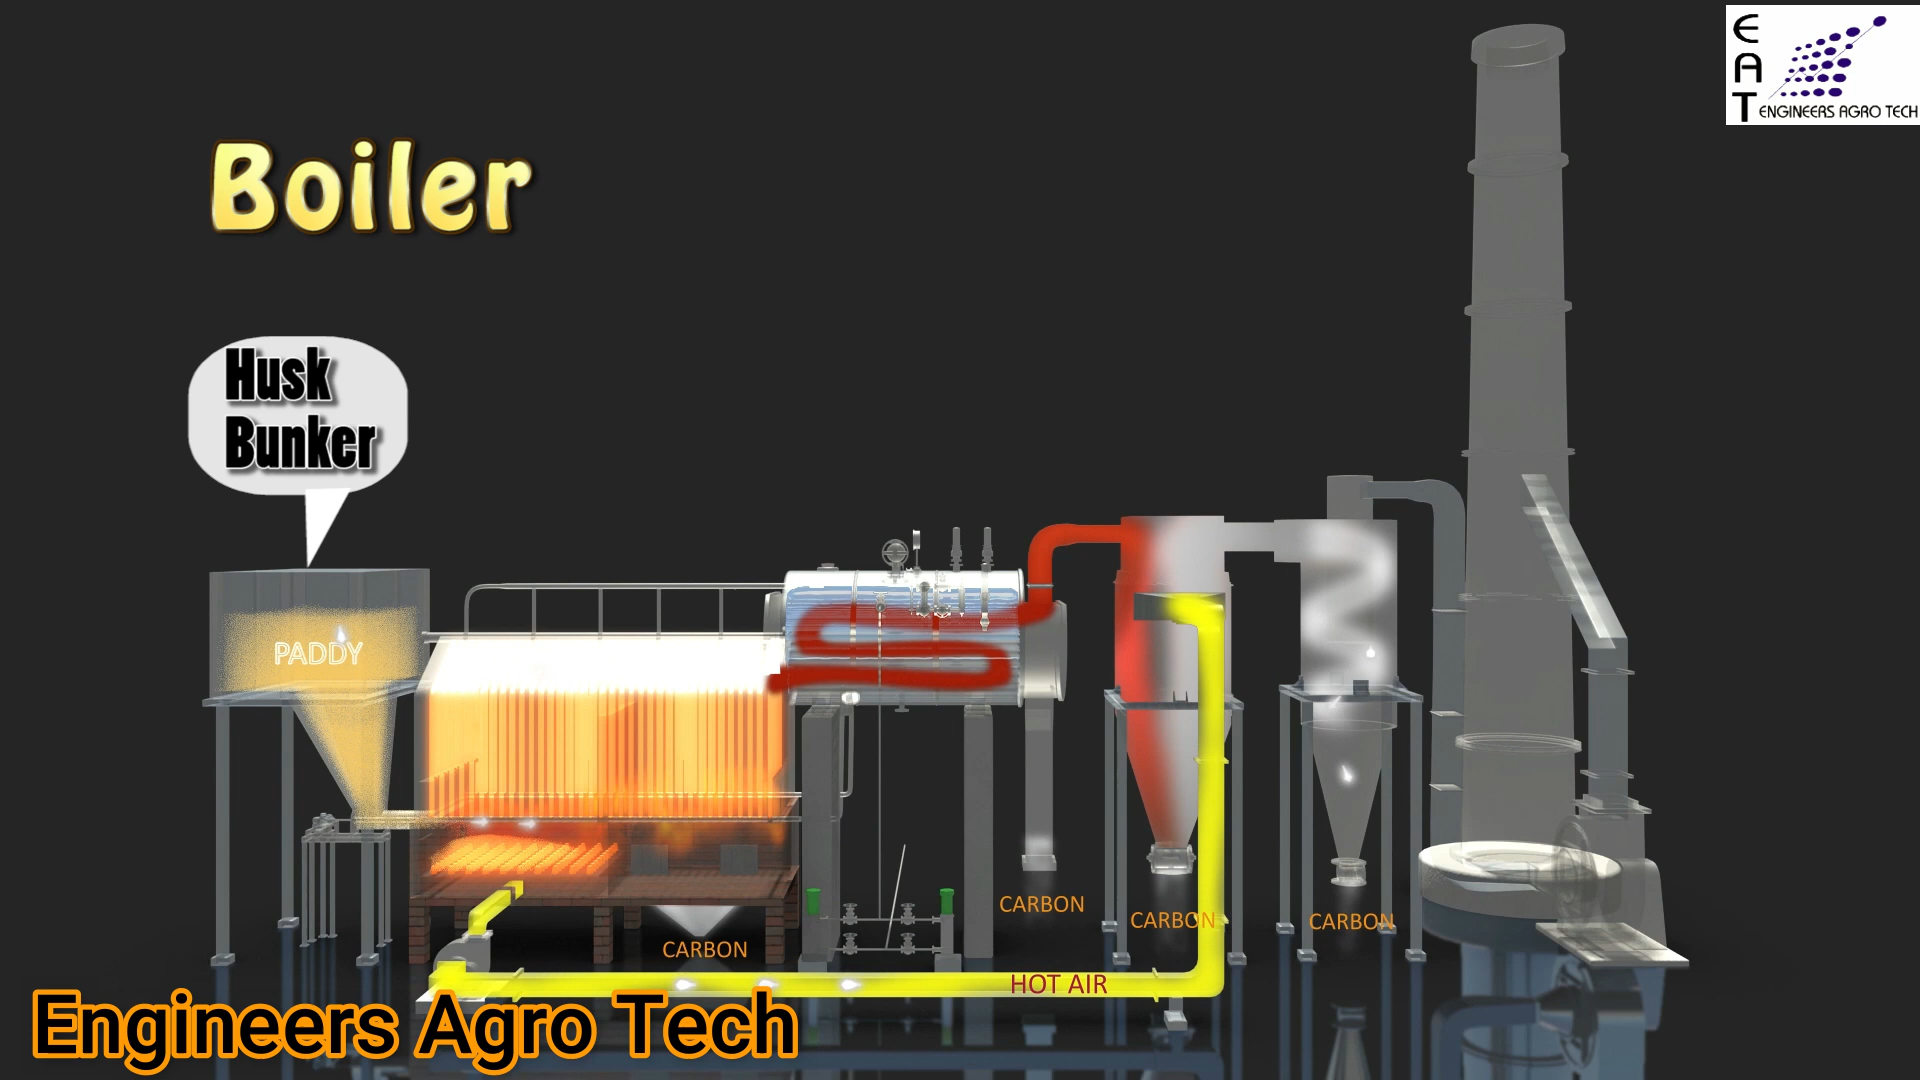 E
A
T ENGINEERS AGRO TECH
Boiler
Husk
Bunker
PADDY
CARBON
CARBON
CARBON
CARBON
HOT AIR
Engineers Agro Tech